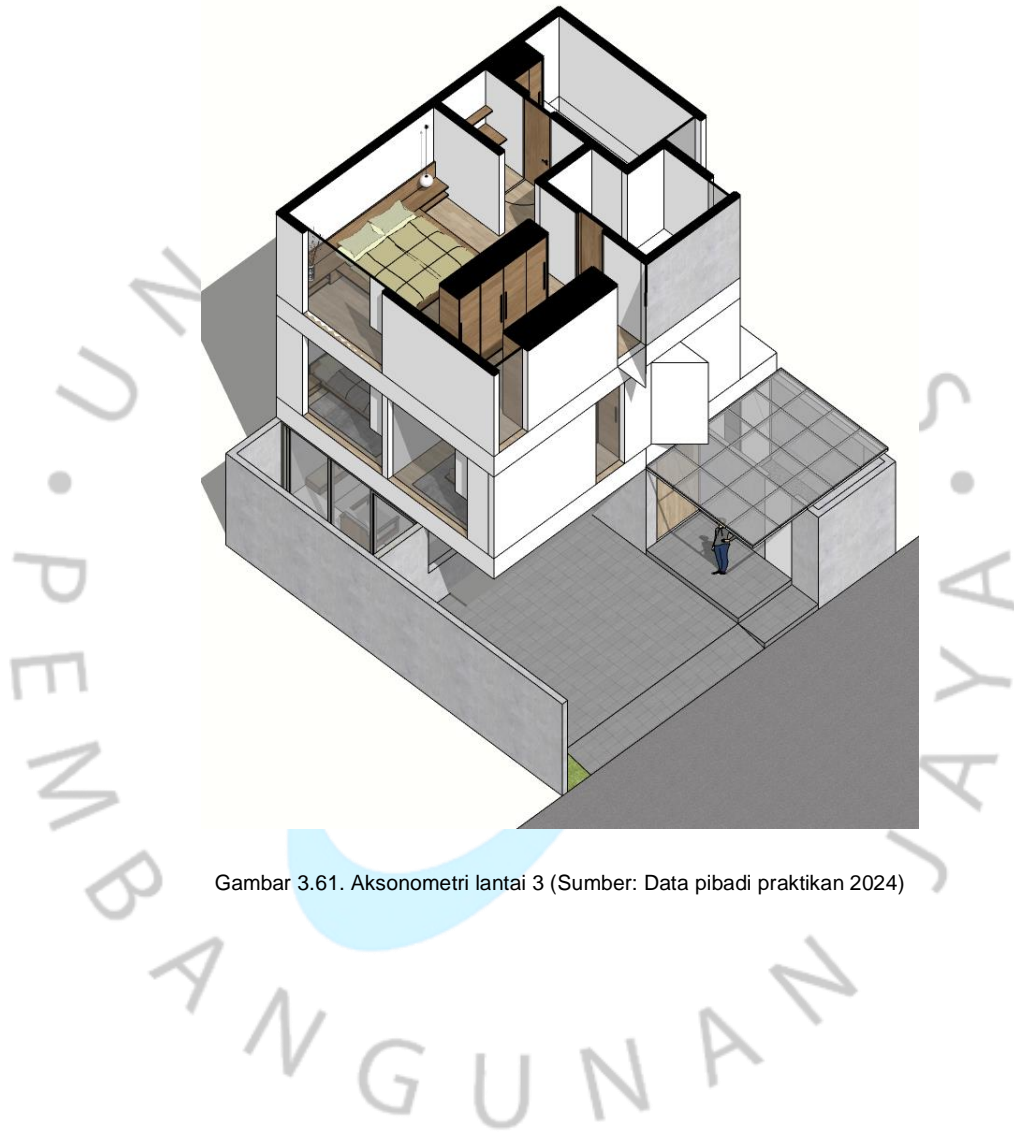 Gambar 3.61. Aksonometri lantai 3 (Sumber: Data pibadi praktikan 2024)
U N
• PEMBANGUNAN JAYA •
S